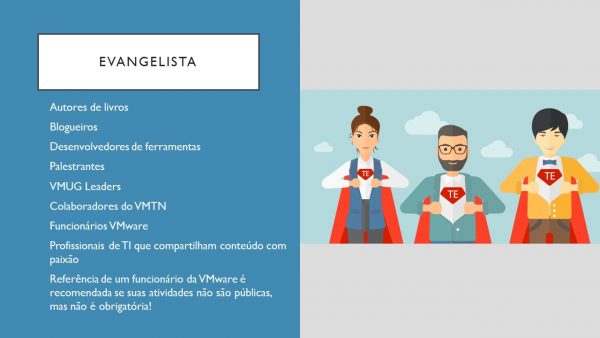 EVANGELISTA
Autores de livros
Blogueiros
Desenvolvedores de ferramentas
Palestrantes
VMUG Leaders
Colaboradores do VMTN
Funcionários VMware
Profissionais de TI que compartilham conteúdo com
paixão
Referência de um funcionário da VMware é
recomendada se suas atividades não são públicas,
mas não é obrigatória!
TE
TE
TE